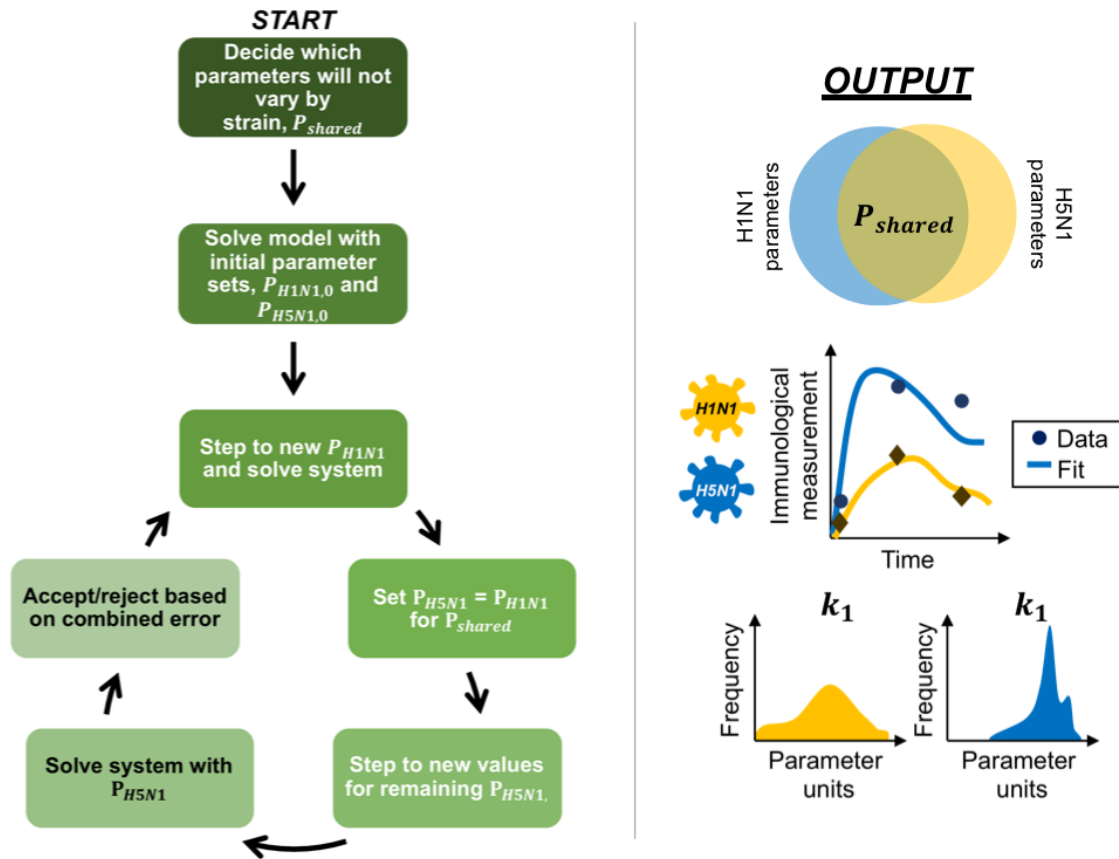 START
Decide which
parameters will not
vary by
strain, P_shared
Solve model with
initial parameter
sets, P_H1N1,0 and
P_H5N1,0
Step to new P_H1N1
and solve system
Set P_H5N1 = P_H1N1
for P_shared
Step to new values
for remaining P_H5N1,
Solve system with
P_H5N1
Accept/reject based
on combined error
OUTPUT
H1N1
parameters
P_shared
H5N1
parameters
H1N1
H5N1
Immunological
measurement
Time
Data
Fit
k_1
Frequency
Parameter
units
k_1
Frequency
Parameter
units